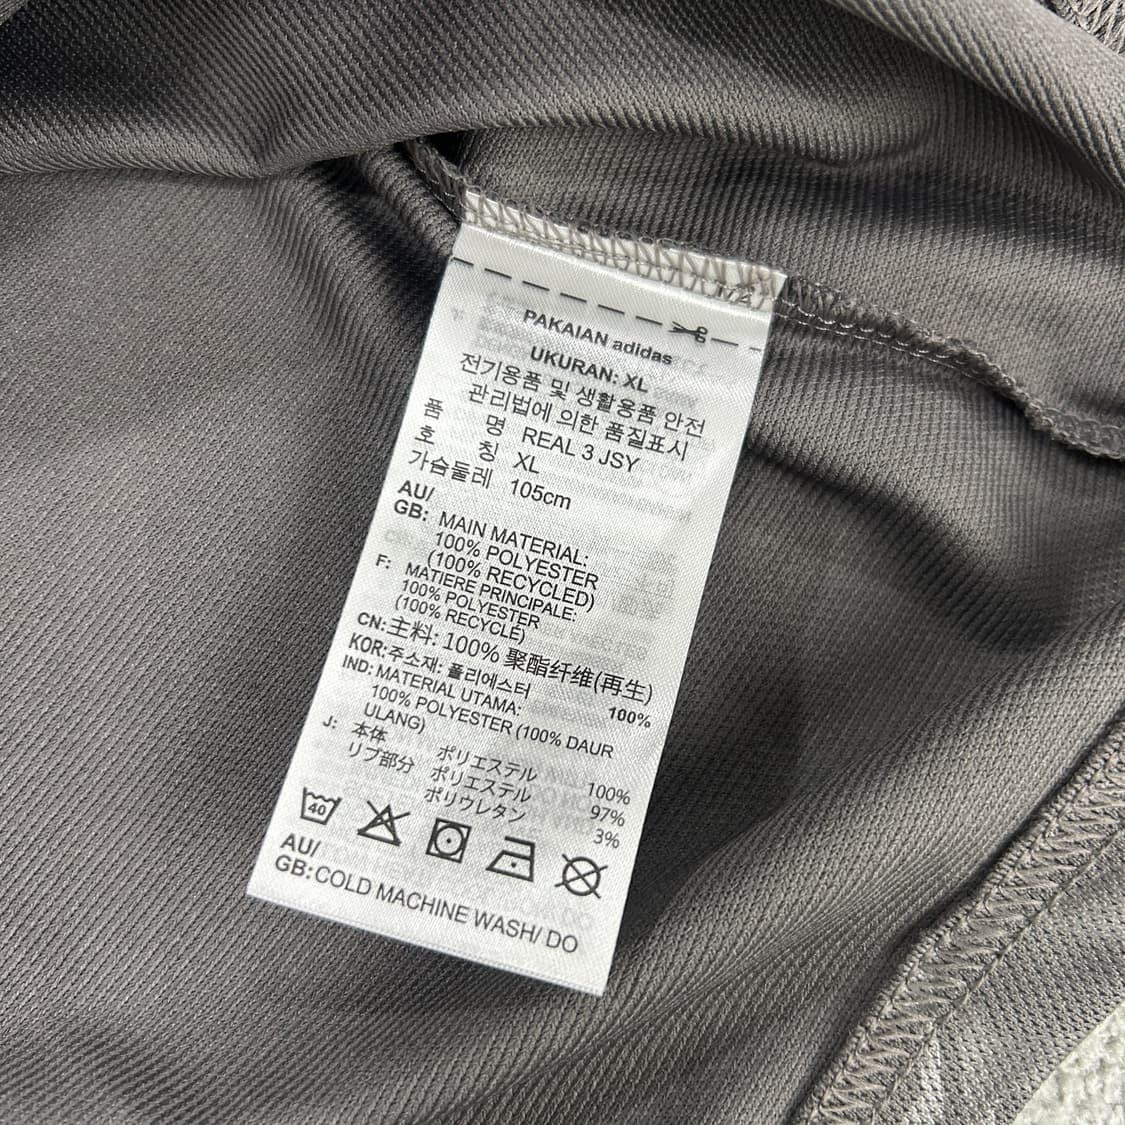 1/2
PAKAIAN adidas
UKURAN: XL
전기용품 및 생활용품 안전
관리법에 의한 품질표시
품 명 REAL 3 JSY
호 칭 XL
가슴둘레 105cm
AU/
GB: MAIN MATERIAL:
100% POLYESTER
(100% RECYCLED)
F: MATIERE PRINCIPALE:
100% POLYESTER
(100% RECYCLÉ)
CN: 主料: 100% 聚酯纤维(再生)
KOR: 주소재: 폴리에스터 100%
IND: MATERIAL UTAMA:
100% POLYESTER (100% DAUR
ULANG)
J: 本体 ポリエステル 100%
リブ部分 ポリエステル 97%
ポリウレタン 3%
40
AU/
GB: COLD MACHINE WASH/ DO